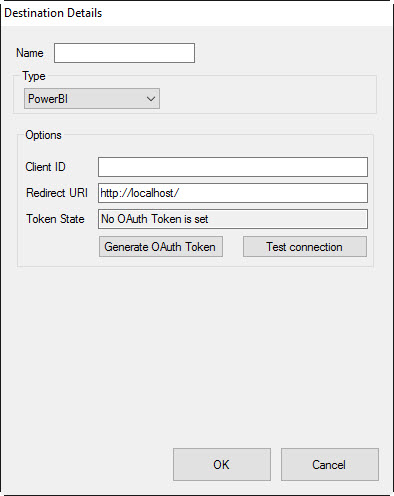 Destination Details
Name
Type
PowerBI
Options
Client ID
Redirect URI http://localhost/
Token State No OAuth Token is set
Generate OAuth Token Test connection
OK Cancel